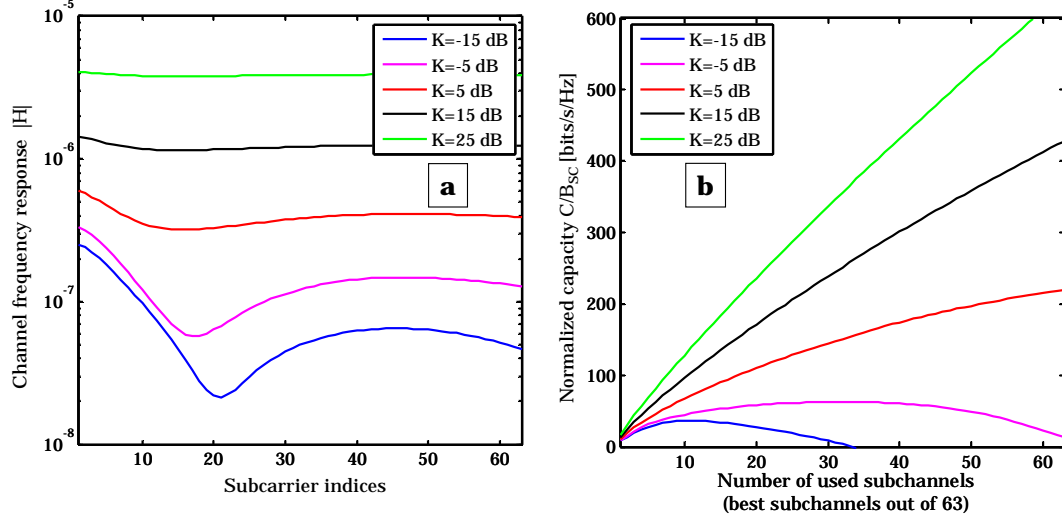 10^-5
10^-6
10^-7
10^-8
Channel frequency response |H|
10 20 30 40 50 60
Subcarrier indices
K=-15 dB
K=-5 dB
K=5 dB
K=15 dB
K=25 dB
a
600
500
400
300
200
100
0
Normalized capacity C/B_SC [bits/s/Hz]
10 20 30 40 50 60
Number of used subchannels
(best subchannels out of 63)
K=-15 dB
K=-5 dB
K=5 dB
K=15 dB
K=25 dB
b